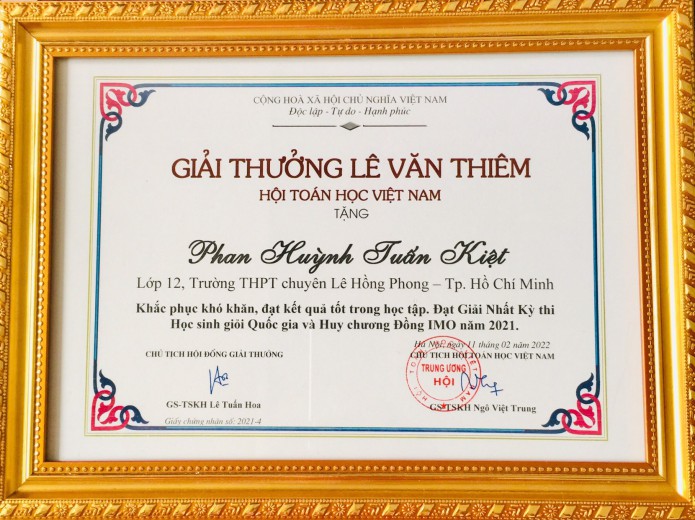 CỘNG HOÀ XÃ HỘI CHỦ NGHĨA VIỆT NAM
Độc lập - Tự do - Hạnh phúc
GIẢI THƯỞNG LÊ VĂN THIÊM
HỘI TOÁN HỌC VIỆT NAM
TẶNG
Phan Huỳnh Tuấn Kiệt
Lớp 12, Trường THPT chuyên Lê Hồng Phong – Tp. Hồ Chí Minh
Khắc phục khó khăn, đạt kết quả tốt trong học tập. Đạt Giải Nhất Kỳ thi
Học sinh giỏi Quốc gia và Huy chương Đồng IMO năm 2021.
Hà Nội, ngày 11 tháng 02 năm 2022
CHỦ TỊCH HỘI ĐỒNG GIẢI THƯỞNG
CHỦ TỊCH HỘI TOÁN HỌC VIỆT NAM
TRUNG ƯƠNG
HỘI
GS-TSKH Lê Tuấn Hoa
GS-TSKH Ngô Việt Trung
Giấy chứng nhận số: 2021-4